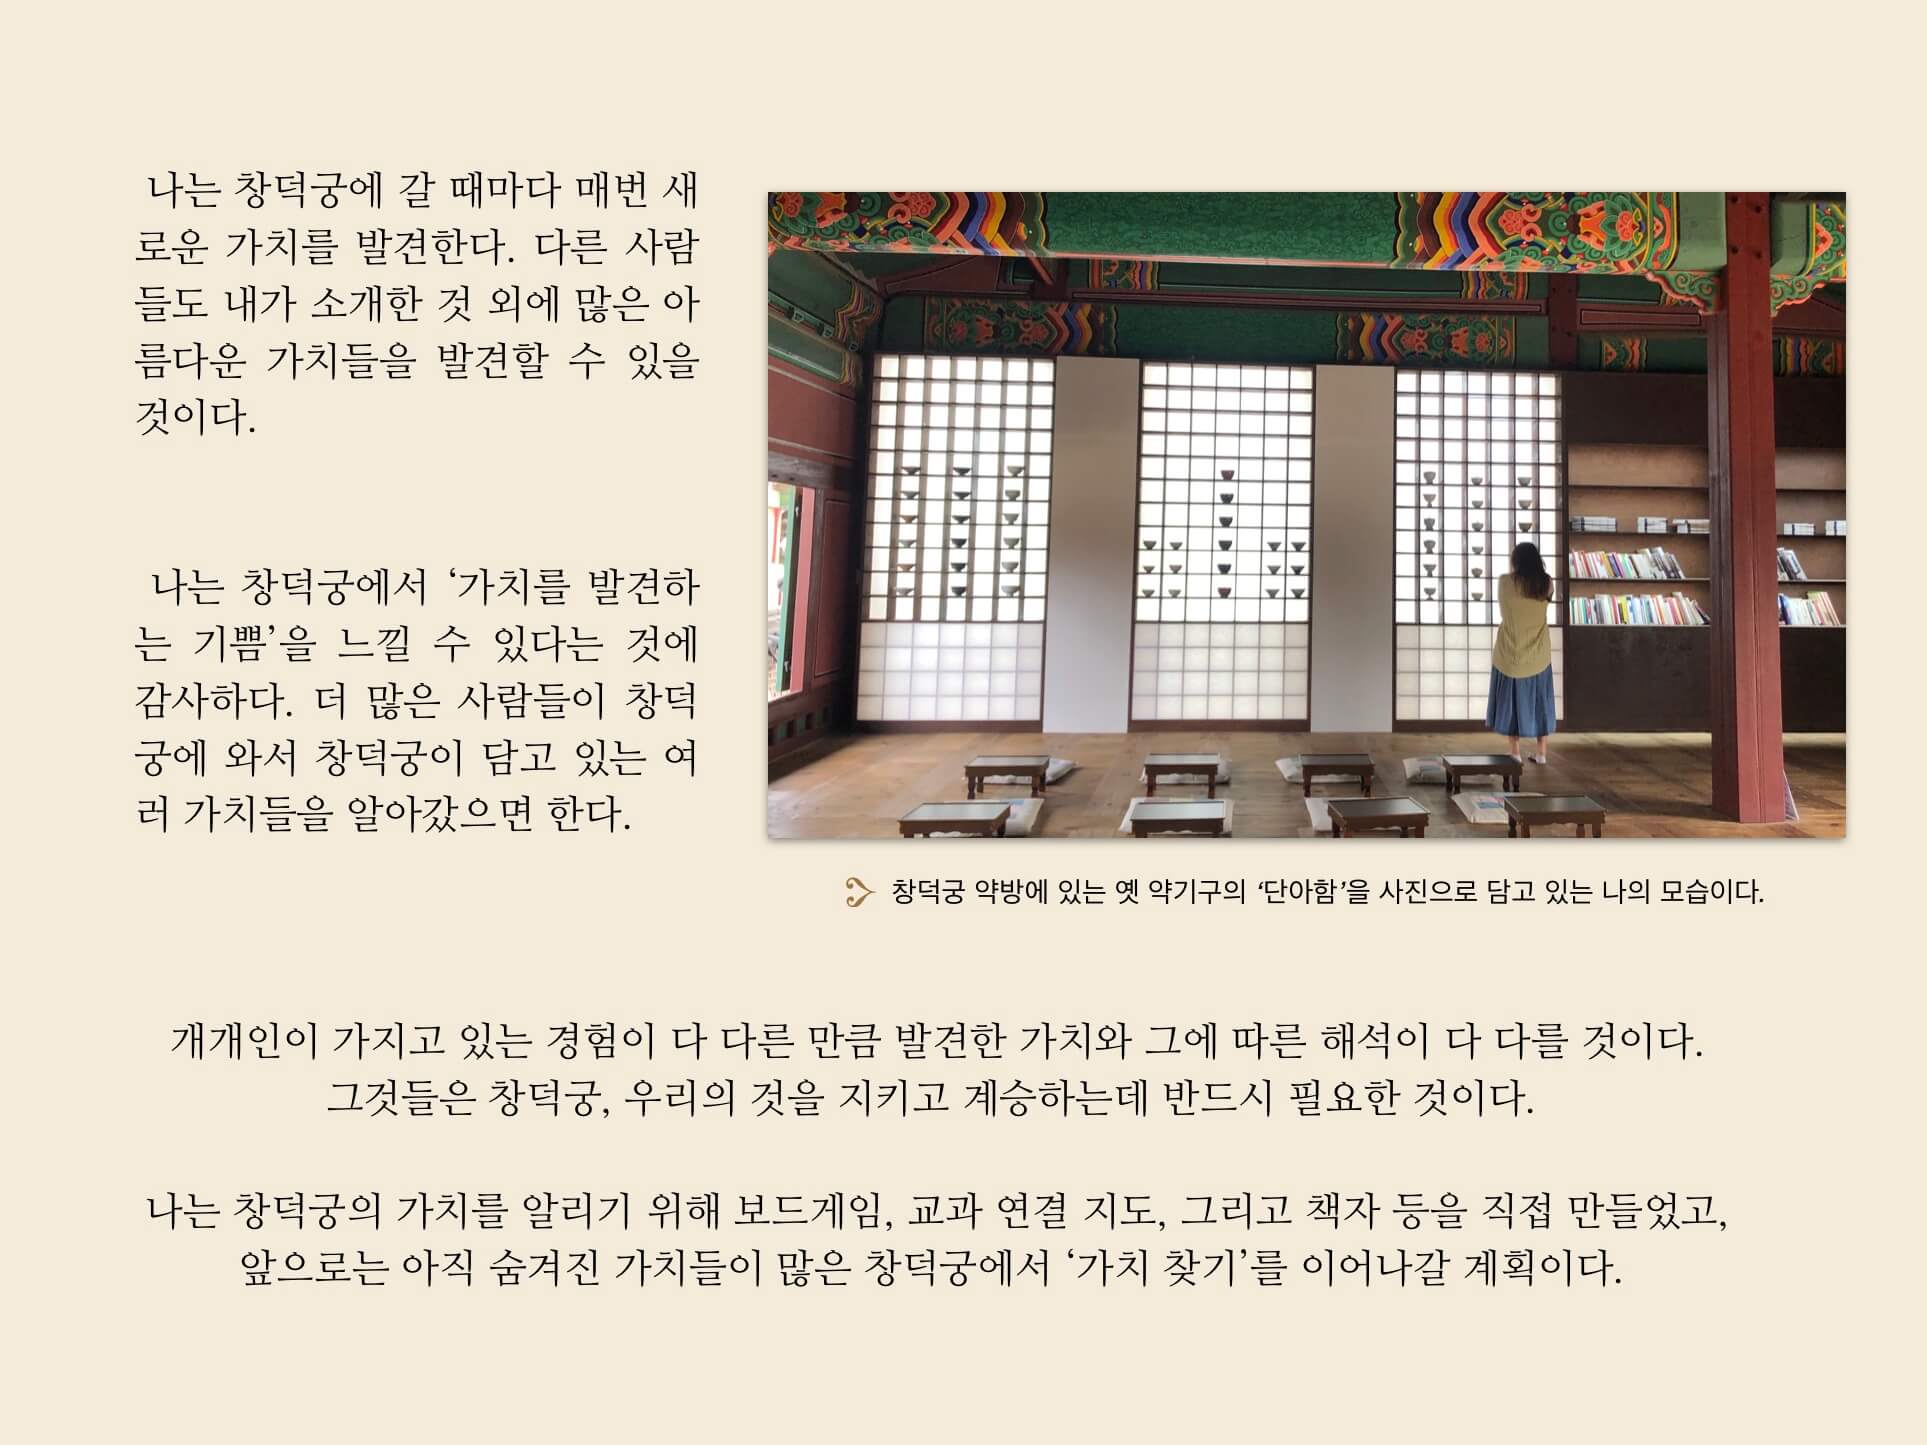 나는 창덕궁에 갈 때마다 매번 새
로운 가치를 발견한다. 다른 사람
들도 내가 소개한 것 외에 많은 아
름다운 가치들을 발견할 수 있을
것이다.
나는 창덕궁에서 ‘가치를 발견하
는 기쁨’을 느낄 수 있다는 것에
감사하다. 더 많은 사람들이 창덕
궁에 와서 창덕궁이 담고 있는 여
러 가치들을 알아갔으면 한다.
창덕궁 약방에 있는 옛 약기구의 ‘단아함’을 사진으로 담고 있는 나의 모습이다.
개개인이 가지고 있는 경험이 다 다른 만큼 발견한 가치와 그에 따른 해석이 다 다를 것이다.
그것들은 창덕궁, 우리의 것을 지키고 계승하는데 반드시 필요한 것이다.
나는 창덕궁의 가치를 알리기 위해 보드게임, 교과 연결 지도, 그리고 책자 등을 직접 만들었고,
앞으로는 아직 숨겨진 가치들이 많은 창덕궁에서 ‘가치 찾기’를 이어나갈 계획이다.